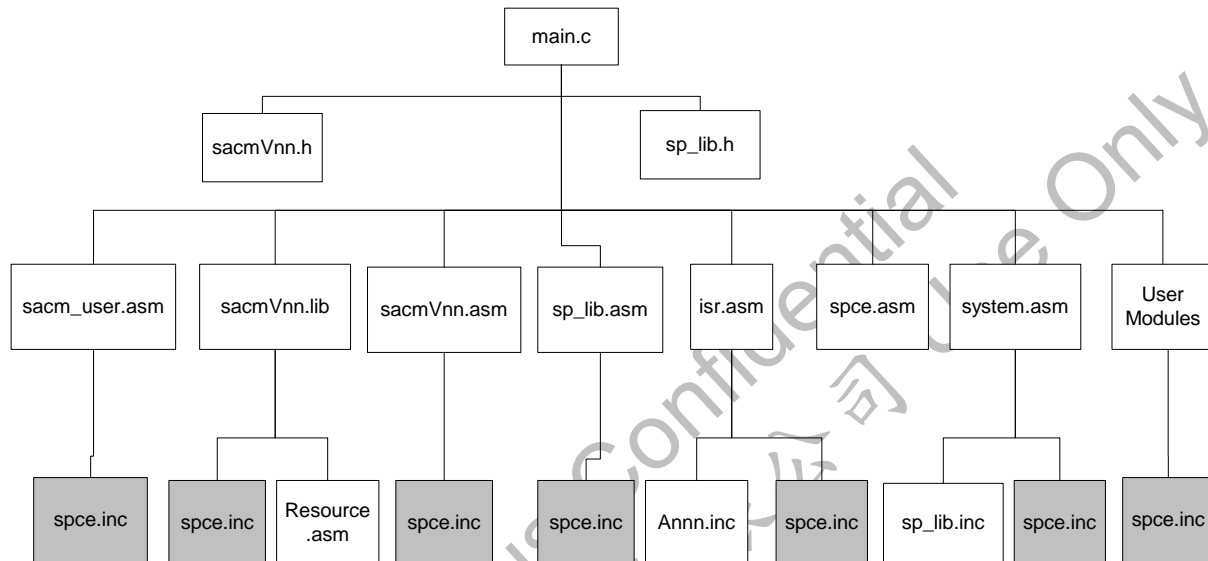 main.c
sacmVnn.h
sp_lib.h
sacm_user.asm
sacmVnn.lib
sacmVnn.asm
sp_lib.asm
isr.asm
spce.asm
system.asm
User
Modules
spce.inc
spce.inc
Resource
.asm
spce.inc
spce.inc
Annn.inc
spce.inc
sp_lib.inc
spce.inc
spce.inc
Confidential
公司 Use Only